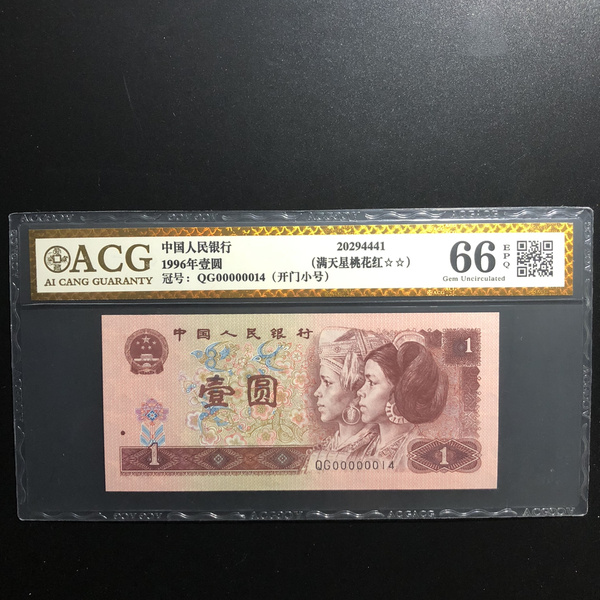 ACG
AI CANG GUARANTY
中国人民银行
1996年壹圆
冠号：QG00000014（开门小号）
20294441
（满天星桃花红☆☆）
66
EPQ
Gem Uncirculated
中国人民银行
1
壹圆
1
QG00000014
1